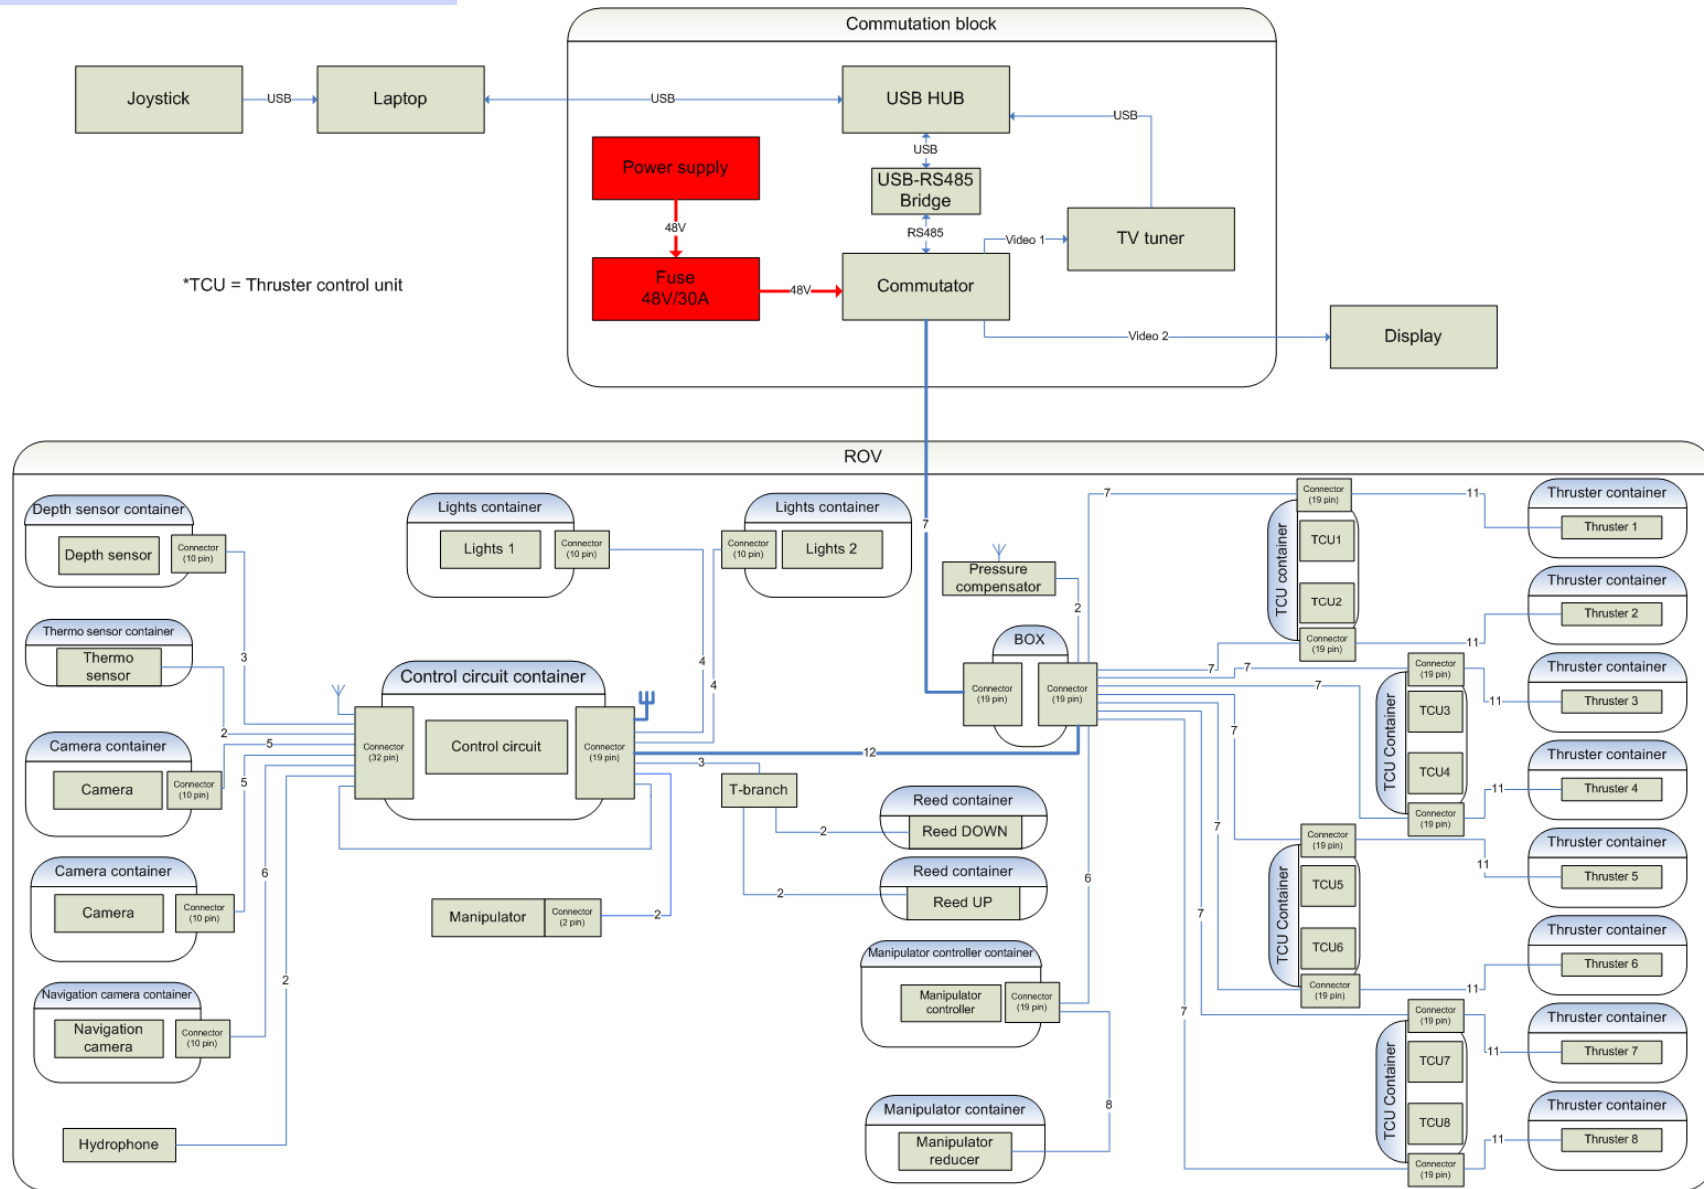 Commutation block
Joystick
USB
Laptop
USB
USB HUB
USB
USB
Power supply
USB-RS485
Bridge
48V
RS485
Video 1
TV tuner
*TCU = Thruster control unit
Fuse
48V/30A
48V
Commutator
Video 2
Display
ROV
7
Depth sensor container
Depth sensor
Connector
(10 pin)
3
Thermo sensor container
Thermo
sensor
2
Camera container
Camera
Connector
(10 pin)
5
Camera container
Camera
Connector
(10 pin)
5
Navigation camera container
Navigation
camera
Connector
(10 pin)
6
Hydrophone
2
Lights container
Lights 1
Connector
(10 pin)
4
Lights container
Connector
(10 pin)
Lights 2
4
Control circuit container
Connector
(32 pin)
Control circuit
Connector
(19 pin)
12
3
T-branch
Reed container
Reed DOWN
2
Reed container
Reed UP
2
Manipulator
Connector
(2 pin)
2
Pressure
compensator
2
BOX
Connector
(19 pin)
Connector
(19 pin)
6
Manipulator controller container
Manipulator
controller
Connector
(19 pin)
8
Manipulator container
Manipulator
reducer
7
7
7
7
7
7
7
7
TCU container
Connector
(19 pin)
TCU1
TCU2
Connector
(19 pin)
TCU Container
Connector
(19 pin)
TCU3
TCU4
Connector
(19 pin)
TCU Container
Connector
(19 pin)
TCU5
TCU6
Connector
(19 pin)
TCU Container
Connector
(19 pin)
TCU7
TCU8
Connector
(19 pin)
11
Thruster container
Thruster 1
11
Thruster container
Thruster 2
11
Thruster container
Thruster 3
11
Thruster container
Thruster 4
11
Thruster container
Thruster 5
11
Thruster container
Thruster 6
11
Thruster container
Thruster 7
11
Thruster container
Thruster 8